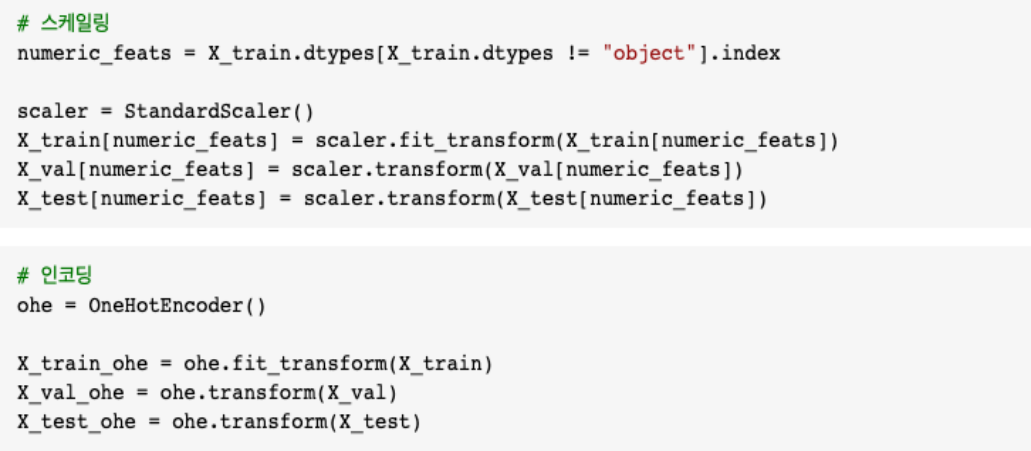 # 스케일링
numeric_feats = X_train.dtypes[X_train.dtypes != "object"].index
scaler = StandardScaler()
X_train[numeric_feats] = scaler.fit_transform(X_train[numeric_feats])
X_val[numeric_feats] = scaler.transform(X_val[numeric_feats])
X_test[numeric_feats] = scaler.transform(X_test[numeric_feats])
# 인코딩
ohe = OneHotEncoder()
X_train_ohe = ohe.fit_transform(X_train)
X_val_ohe = ohe.transform(X_val)
X_test_ohe = ohe.transform(X_test)